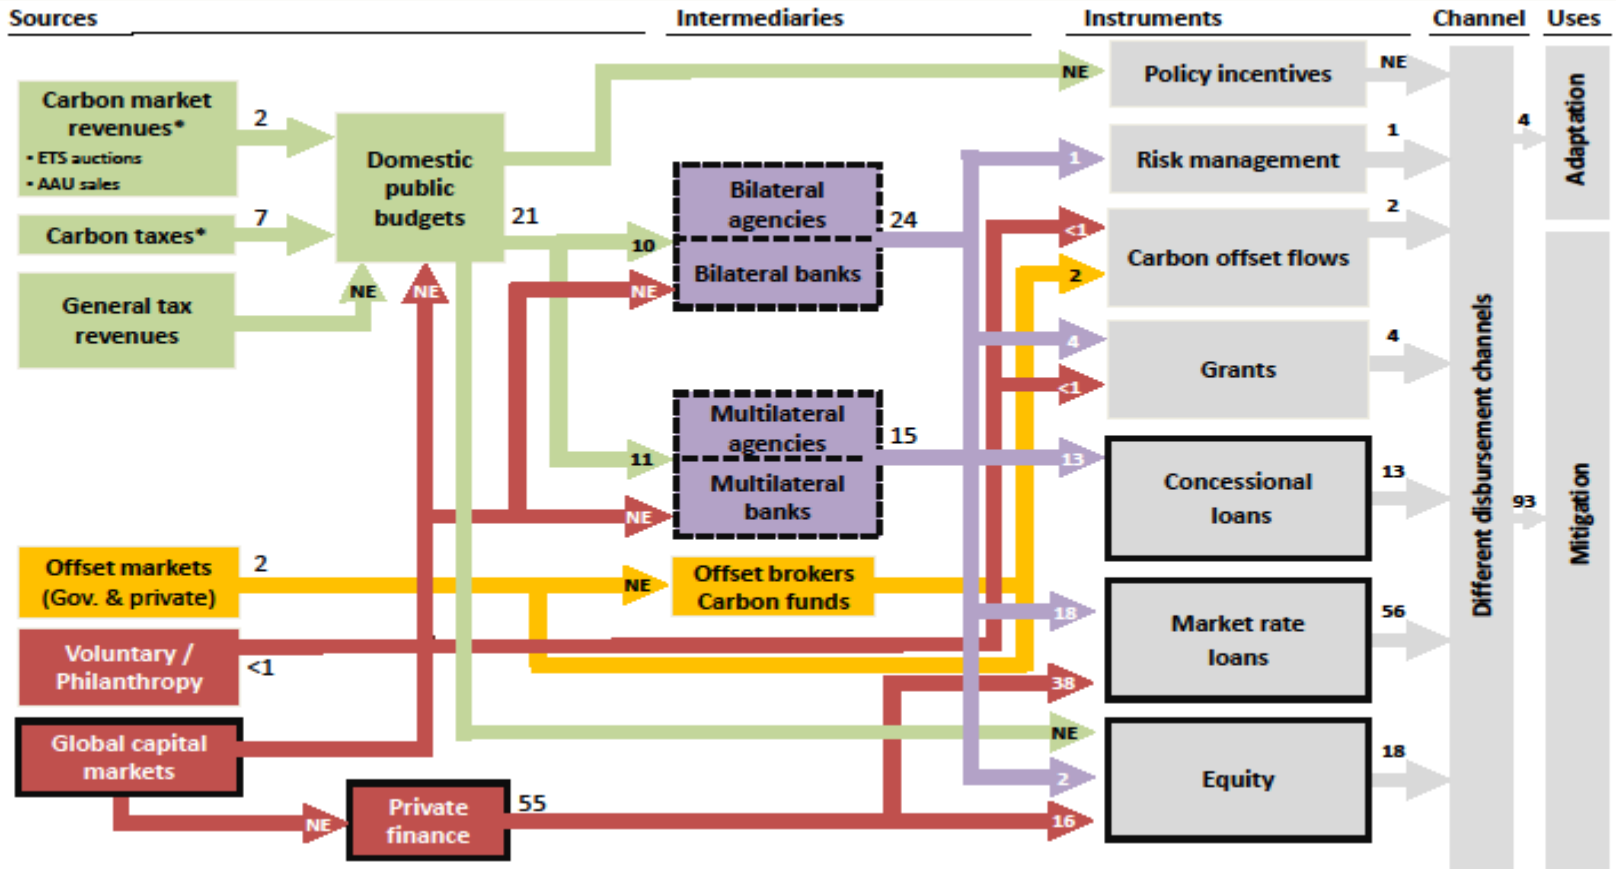 Sources
Intermediaries
Instruments
Channel
Uses
Carbon market
revenues*
• ETS auctions
• AAU sales
2
Carbon taxes*
7
General tax
revenues
NE
NE
Domestic
public
budgets
21
10
NE
11
NE
Bilateral
agencies
Bilateral banks
24
Multilateral
agencies
Multilateral
banks
15
Offset markets
(Gov. & private)
2
NE
Offset brokers
Carbon funds
Voluntary /
Philanthropy
<1
Global capital
markets
NE
Private
finance
55
NE
Policy incentives
NE
1
Risk management
1
<1
2
Carbon offset flows
2
4
<1
Grants
4
13
Concessional
loans
13
18
38
Market rate
loans
56
NE
2
16
Equity
18
Different disbursement channels
4
93
Adaptation
Mitigation